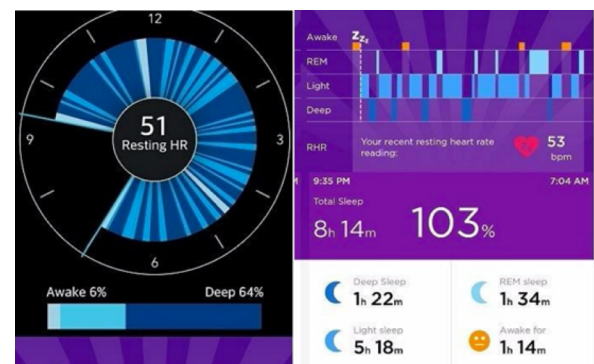 12
51
Resting HR
9
3
6
Awake 6%
Deep 64%
Awake
Zzz
REM
Light
Deep
RHR
Your recent resting heart rate
reading:
53
bpm
9:35 PM
7:04 AM
Total Sleep
8h 14m
103%
Deep Sleep
1h 22m
REM sleep
1h 34m
Light sleep
5h 18m
Awake for
1h 14m